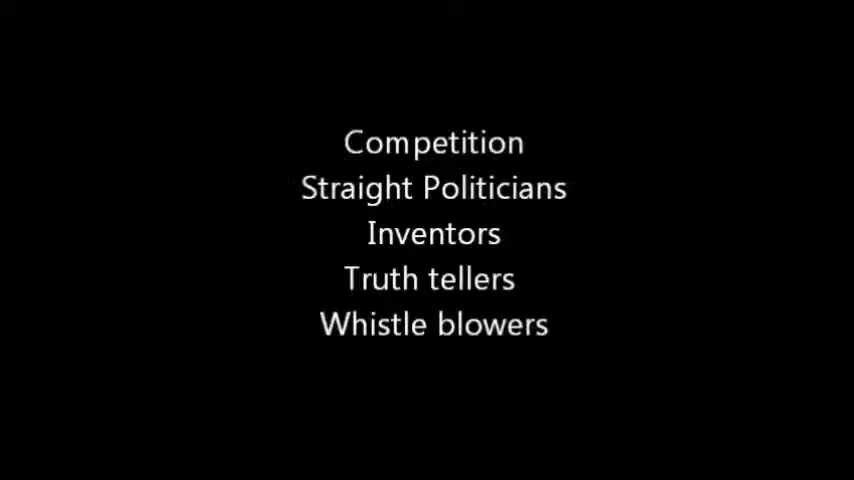 Competition
Straight Politicians
Inventors
Truth tellers
Whistle blowers